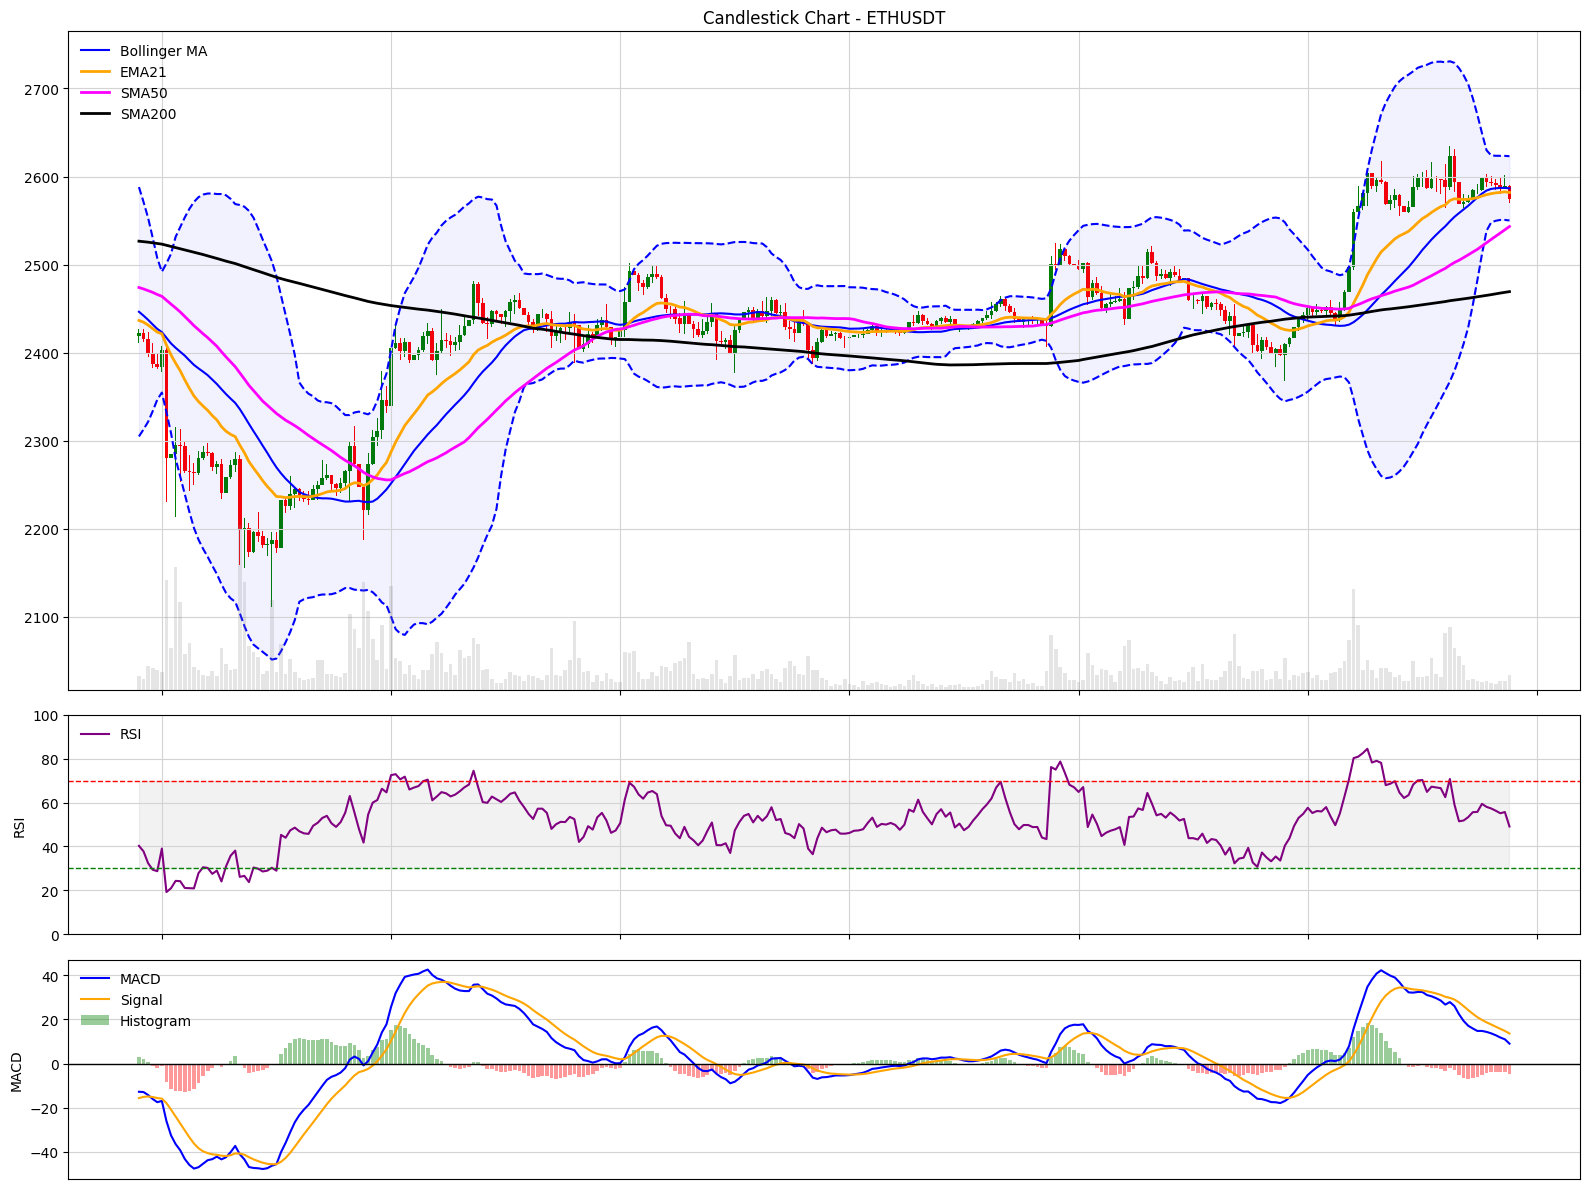 Candlestick Chart - ETHUSDT
Bollinger MA
EMA21
SMA50
SMA200
2700
2600
2500
2400
2300
2200
2100
100
80
60
40
20
0
RSI
RSI
40
20
0
−20
−40
MACD
MACD
Signal
Histogram